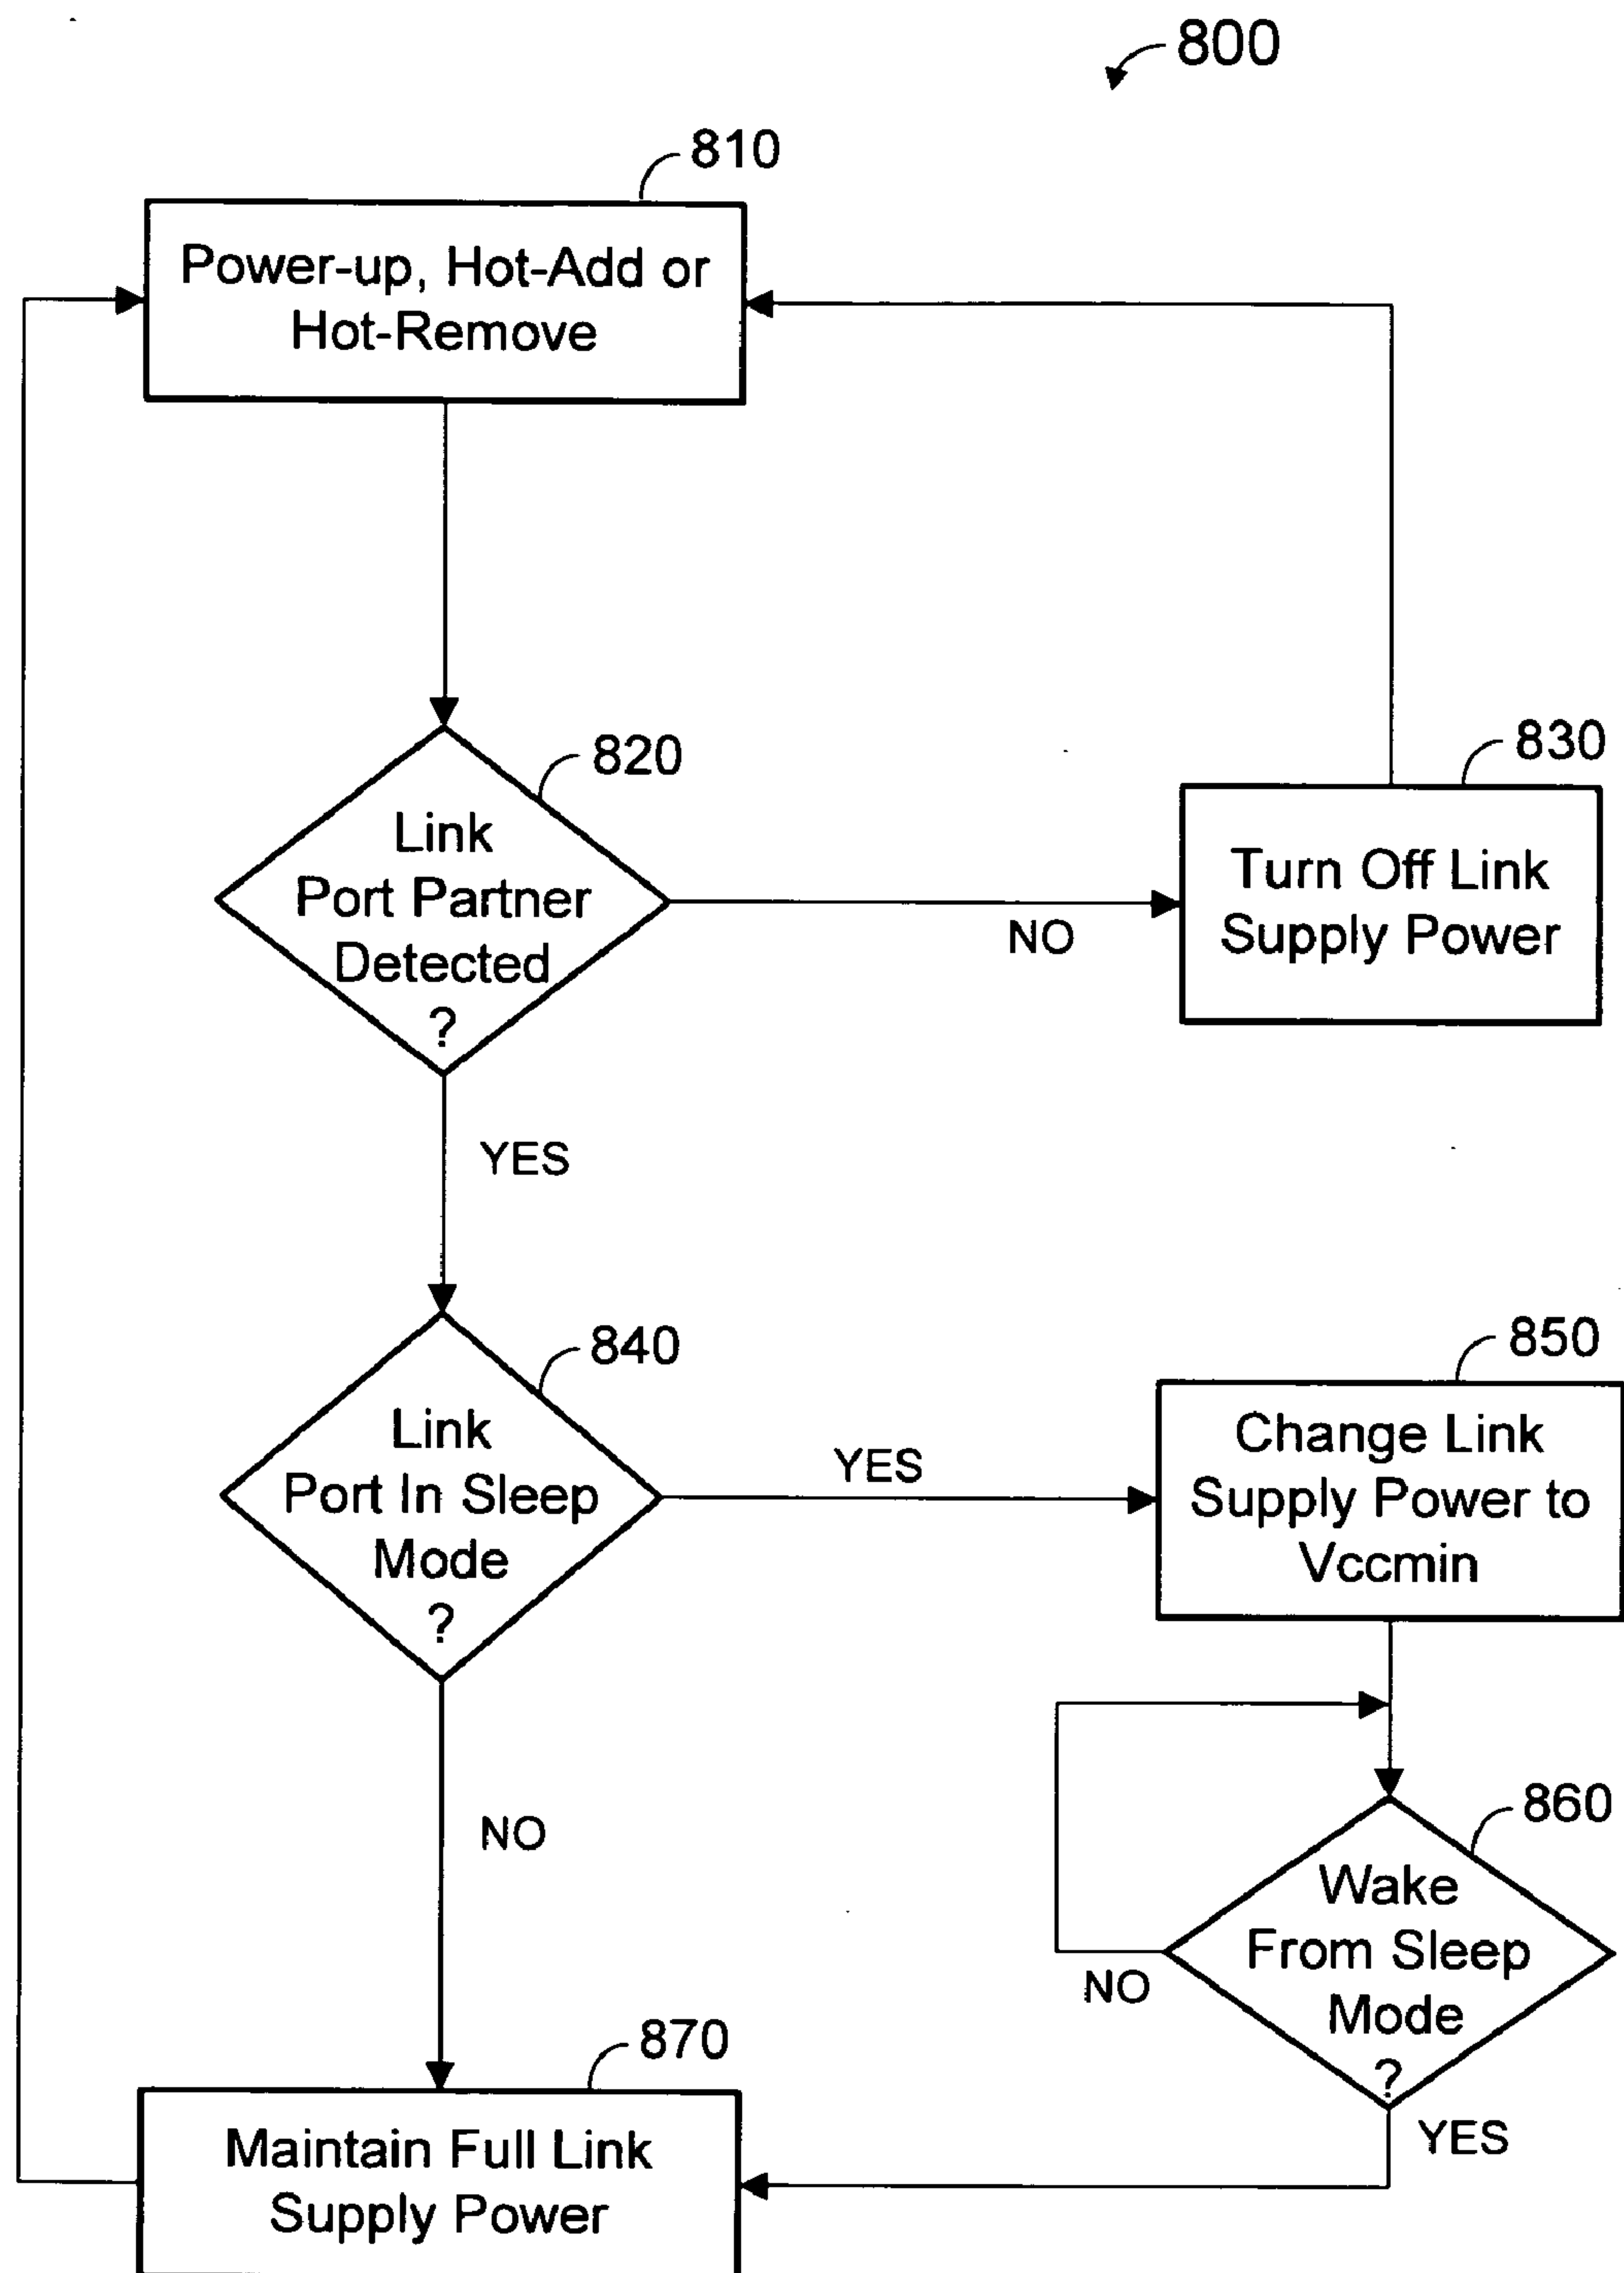 800
810
Power-up, Hot-Add or
Hot-Remove
820
Link
Port Partner
Detected
?
NO
830
Turn Off Link
Supply Power
YES
840
Link
Port In Sleep
Mode
?
YES
850
Change Link
Supply Power to
Vccmin
NO
860
Wake
From Sleep
Mode
?
NO
YES
870
Maintain Full Link
Supply Power